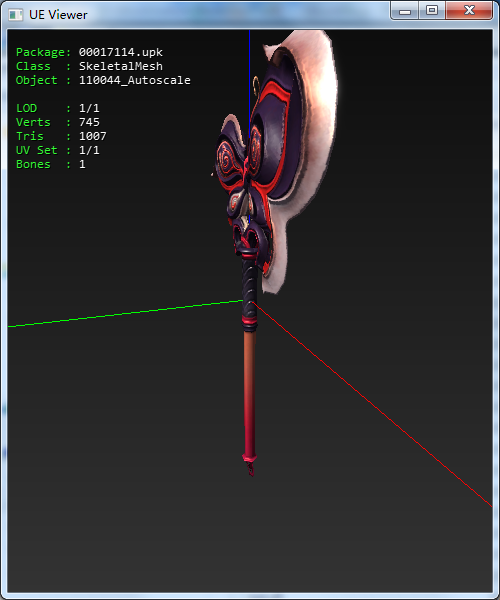 UE Viewer
Package: 00017114.upk
Class : SkeletalMesh
Object : 110044_Autoscale
LOD : 1/1
Verts : 745
Tris : 1007
UV Set : 1/1
Bones : 1